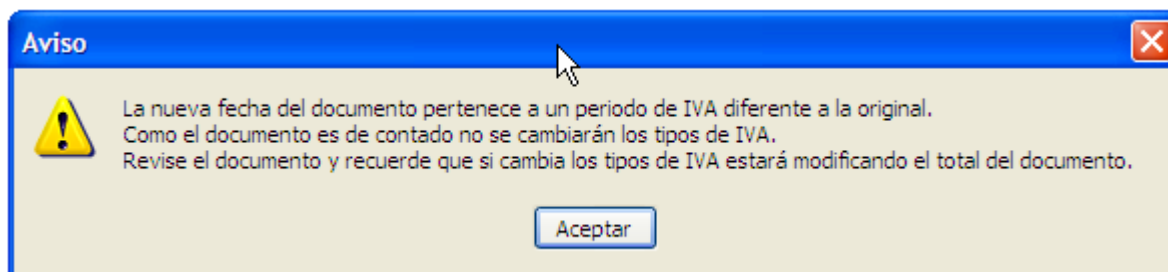 Aviso
La nueva fecha del documento pertenece a un periodo de IVA diferente a la original.
Como el documento es de contado no se cambiarán los tipos de IVA.
Revise el documento y recuerde que si cambia los tipos de IVA estará modificando el total del documento.
Aceptar